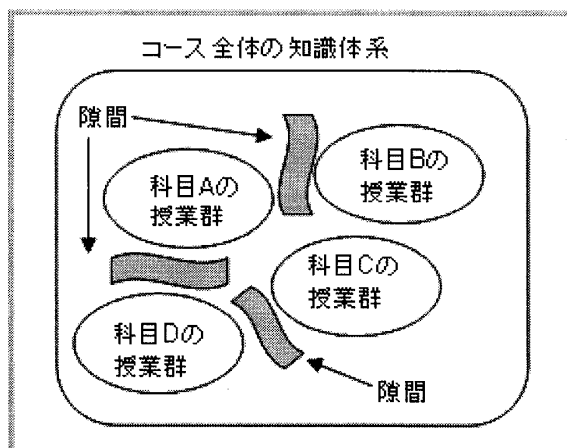 コース全体の知識体系
隙間
科目Aの
授業群
科目Bの
授業群
科目Cの
授業群
科目Dの
授業群
隙間